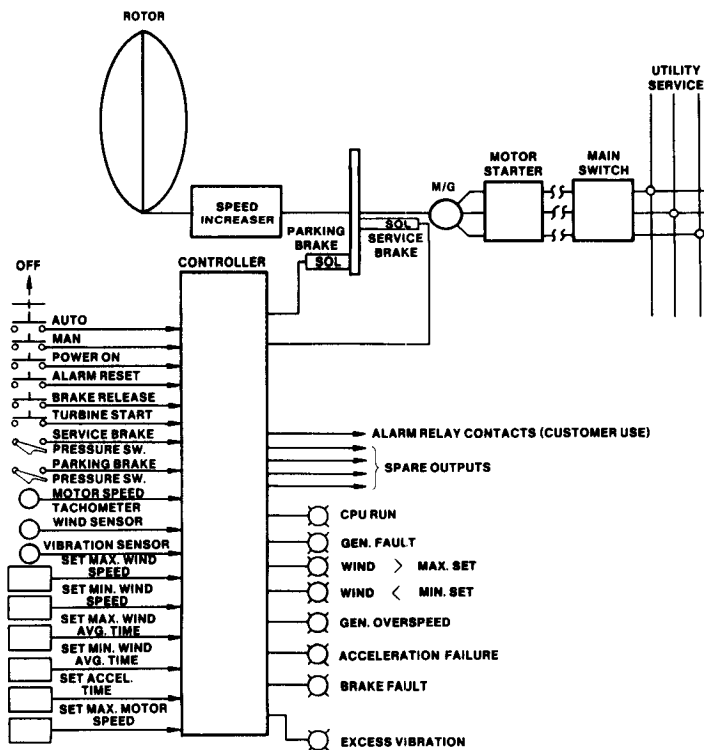 ROTOR
UTILITY
SERVICE
MOTOR
STARTER
MAIN
SWITCH
M/G
SPEED
INCREASER
SOL
SERVICE
BRAKE
PARKING
BRAKE
SOL
CONTROLLER
OFF
AUTO
MAN
POWER ON
ALARM RESET
BRAKE RELEASE
TURBINE START
SERVICE BRAKE
PRESSURE SW.
PARKING BRAKE
PRESSURE SW.
MOTOR SPEED
TACHOMETER
WIND SENSOR
VIBRATION SENSOR
SET MAX. WIND
SPEED
SET MIN. WIND
SPEED
SET MAX. WIND
AVG. TIME
SET MIN. WIND
AVG. TIME
SET ACCEL.
TIME
SET MAX. MOTOR
SPEED
ALARM RELAY CONTACTS (CUSTOMER USE)
SPARE OUTPUTS
CPU RUN
GEN. FAULT
WIND > MAX. SET
WIND < MIN. SET
GEN. OVERSPEED
ACCELERATION FAILURE
BRAKE FAULT
EXCESS VIBRATION